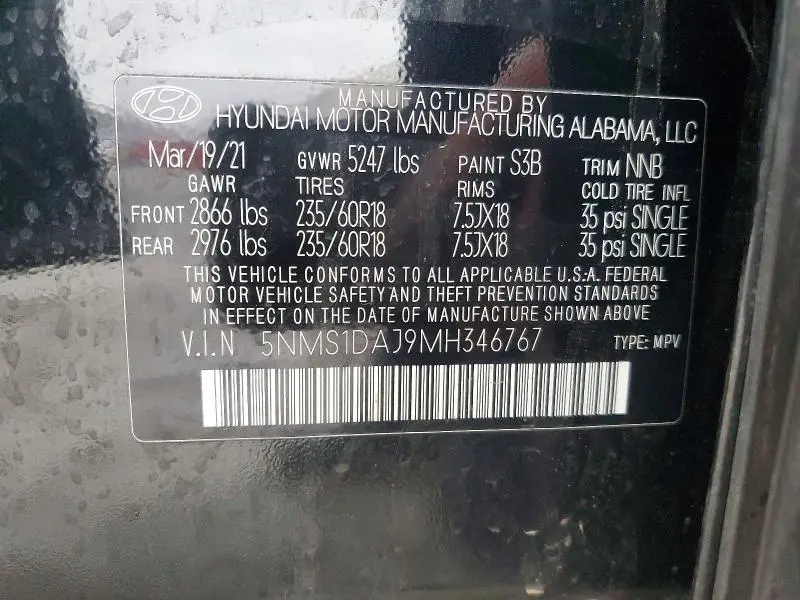 MANUFACTURED BY
HYUNDAI MOTOR MANUFACTURING ALABAMA, LLC
Mar/19/21 GVWR 5247 lbs PAINT S3B TRIM NNB
GAWR TIRES RIMS COLD TIRE INFL
FRONT 2866 lbs 235/60R18 7.5JX18 35 psi SINGLE
REAR 2976 lbs 235/60R18 7.5JX18 35 psi SINGLE
THIS VEHICLE CONFORMS TO ALL APPLICABLE U.S.A. FEDERAL
MOTOR VEHICLE SAFETY AND THEFT PREVENTION STANDARDS
IN EFFECT ON THE DATE OF MANUFACTURE SHOWN ABOVE
V.I.N 5NMS1DAJ9MH346767 TYPE: MPV